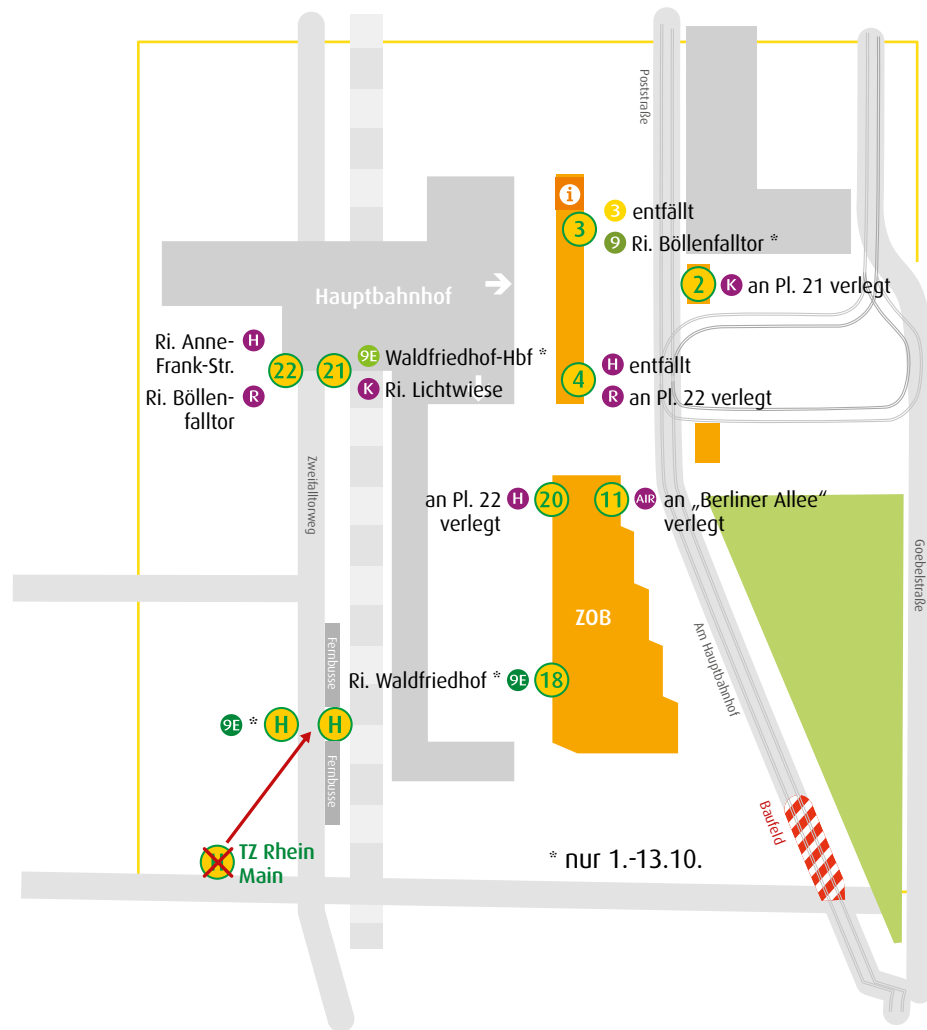 Poststraße
i
3
3 entfällt
9 Ri. Böllenfalltor *
2
K an Pl. 21 verlegt
Hauptbahnhof
Ri. Anne-
Frank-Str.
H
Ri. Böllen-
falltor
R
22
21
9E Waldfriedhof-Hbf *
K Ri. Lichtwiese
4
H entfällt
R an Pl. 22 verlegt
Zweifalltorweg
an Pl. 22
verlegt
H
20
11
AIR
an „Berliner Allee“
verlegt
Goebelstraße
ZOB
Am Hauptbahnhof
Fernbusse
Ri. Waldfriedhof * 9E 18
9E * H
H
Fernbusse
Baufeld
H
TZ Rhein
Main
* nur 1.-13.10.